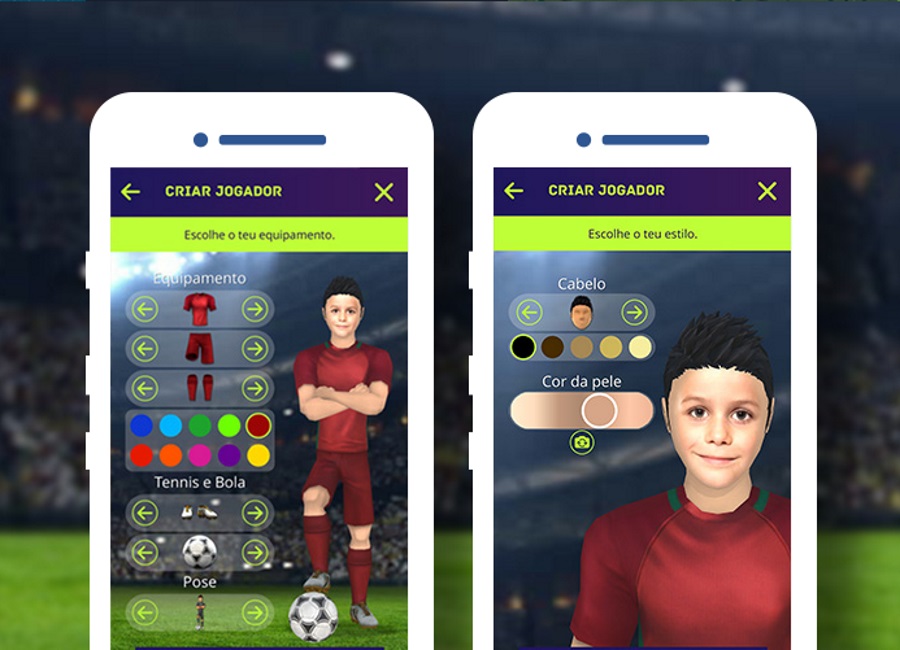 CRIAR JOGADOR
Escolhe o teu equipamento.
Equipamento
Tennis e Bola
Pose
CRIAR JOGADOR
Escolhe o teu estilo.
Cabelo
Cor da pele